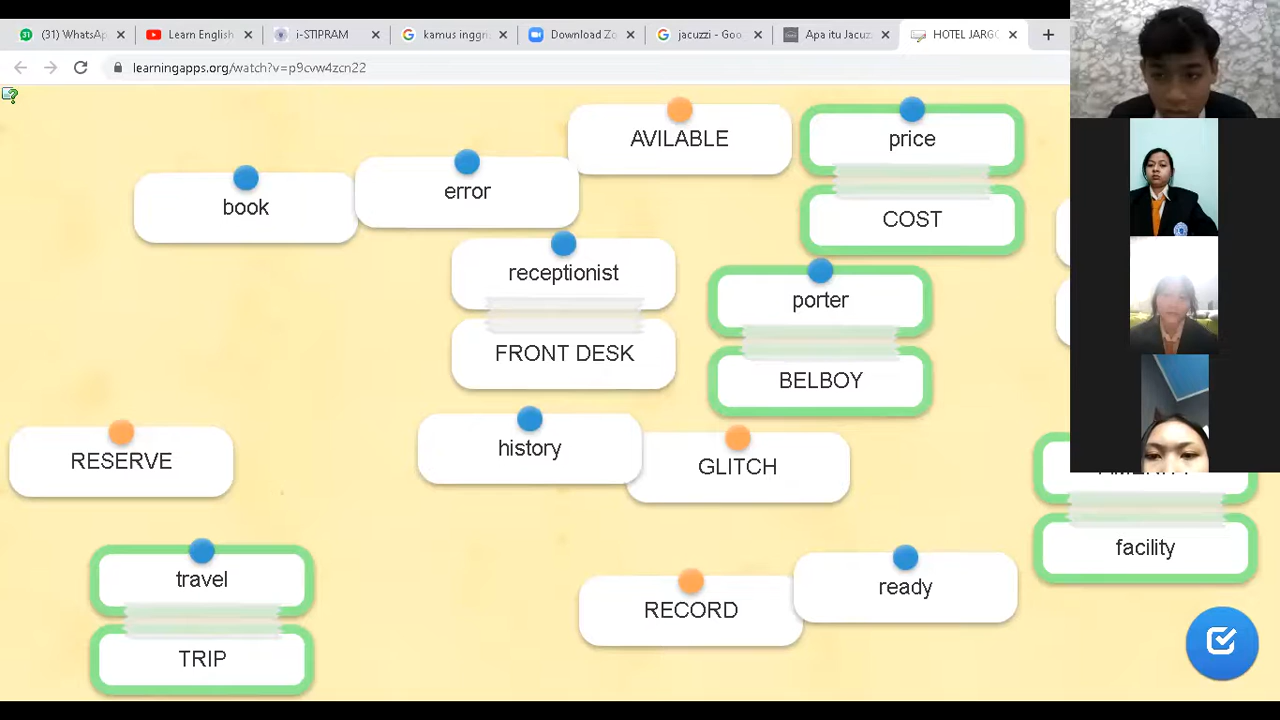 (31) WhatsAp
Learn English
i-STIPRAM
kamus inggr
Download Zo
jacuzzi - Goo
Apa itu Jacuz
HOTEL JARGO
learningapps.org/watch?v=p9cvw4zcn22
AVILABLE
price
error
book
COST
receptionist
porter
FRONT DESK
BELBOY
history
RESERVE
GLITCH
facility
travel
ready
RECORD
TRIP